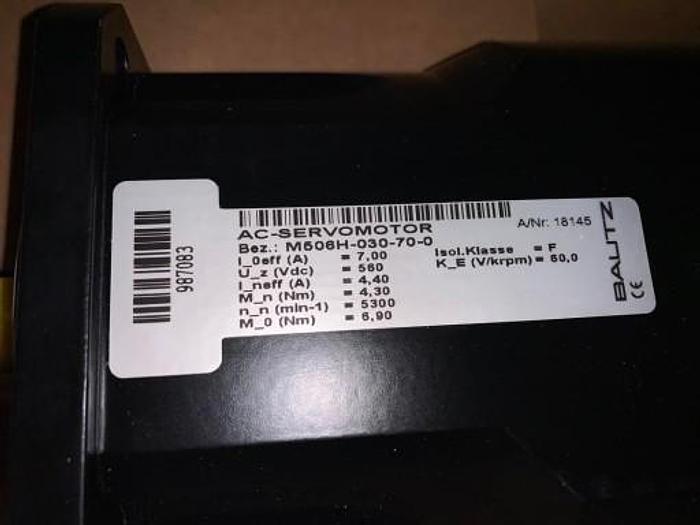 987083
AC-SERVOMOTOR
A/Nr: 18145
Bez.: M506H-030-70-0
I_0eff (A) = 7,00
Isol.Klasse = F
U_z (Vdc) = 560
K_E (V/krpm) = 60,0
I_neff (A) = 4,40
M_n (Nm) = 4,30
n_n (min-1) = 5300
M_0 (Nm) = 6,90
BAUTZ
CE